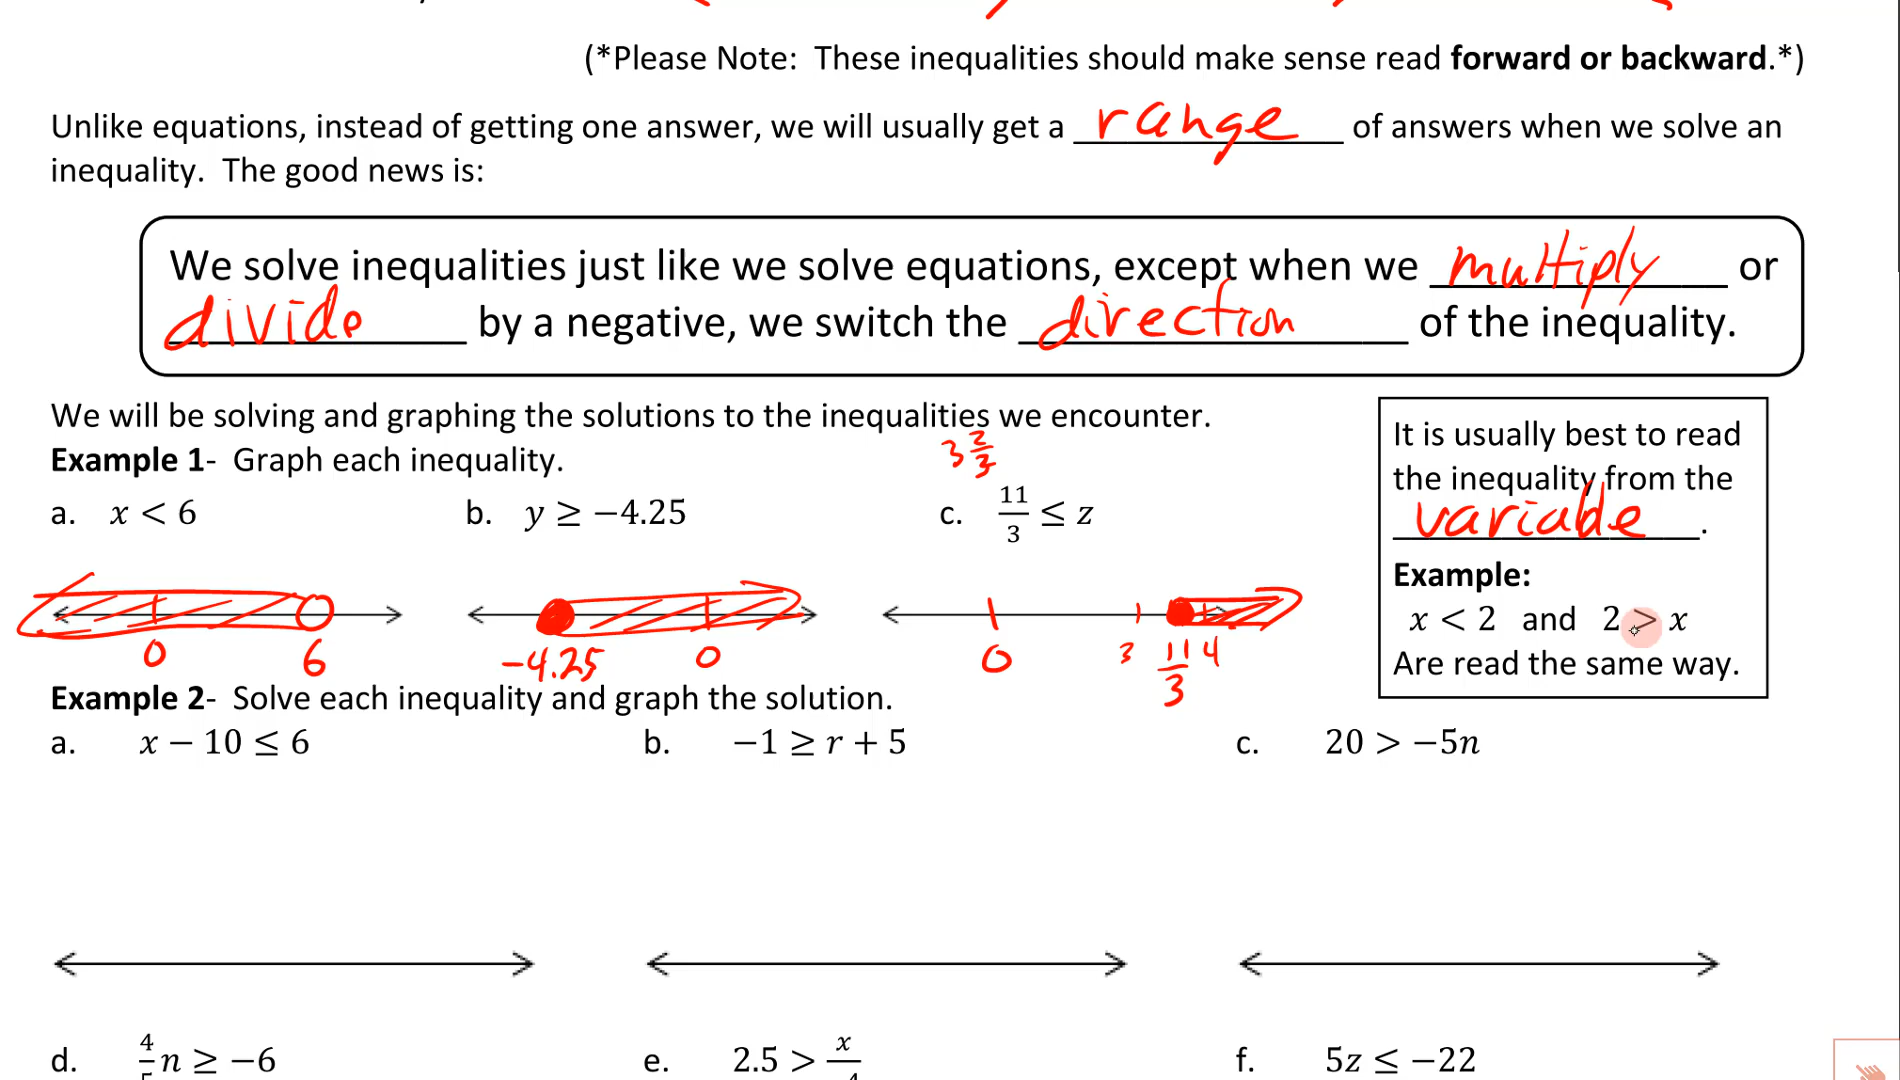 (*Please Note:  These inequalities should make sense read forward or backward.*)
Unlike equations, instead of getting one answer, we will usually get a range of answers when we solve an
inequality.  The good news is:
We solve inequalities just like we solve equations, except when we multiply or
divide by a negative, we switch the direction of the inequality.
We will be solving and graphing the solutions to the inequalities we encounter.
Example 1-  Graph each inequality.
3 2/3
a. x < 6
b. y ≥ −4.25
c. 11/3 ≤ z
0 6
-4.25 0
0 3 11/3 4
It is usually best to read
the inequality from the
variable.
Example:
x < 2 and 2 > x
Are read the same way.
Example 2-  Solve each inequality and graph the solution.
a. x − 10 ≤ 6
b. −1 ≥ r + 5
c. 20 > −5n
d. 4/5 n ≥ −6
e. 2.5 > x/
f. 5z ≤ −22